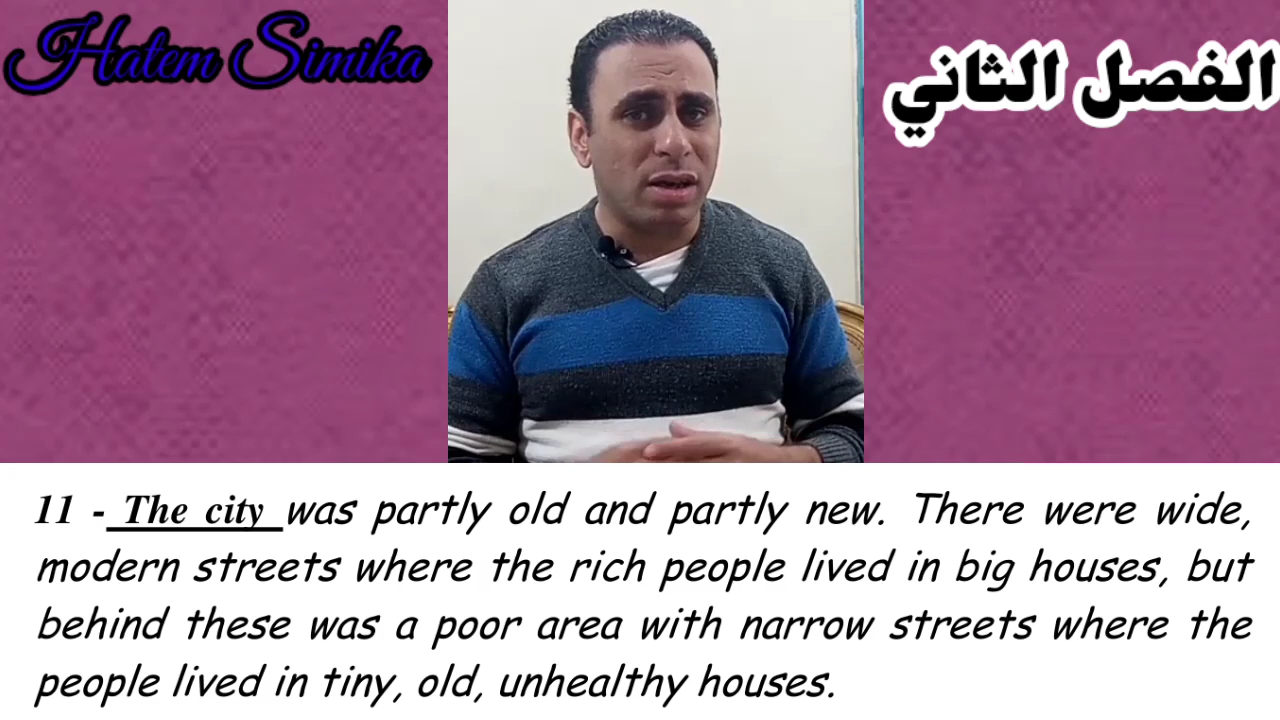 Hatem Simika
الفصل الثاني
11 - The city was partly old and partly new. There were wide,
modern streets where the rich people lived in big houses, but
behind these was a poor area with narrow streets where the
people lived in tiny, old, unhealthy houses.